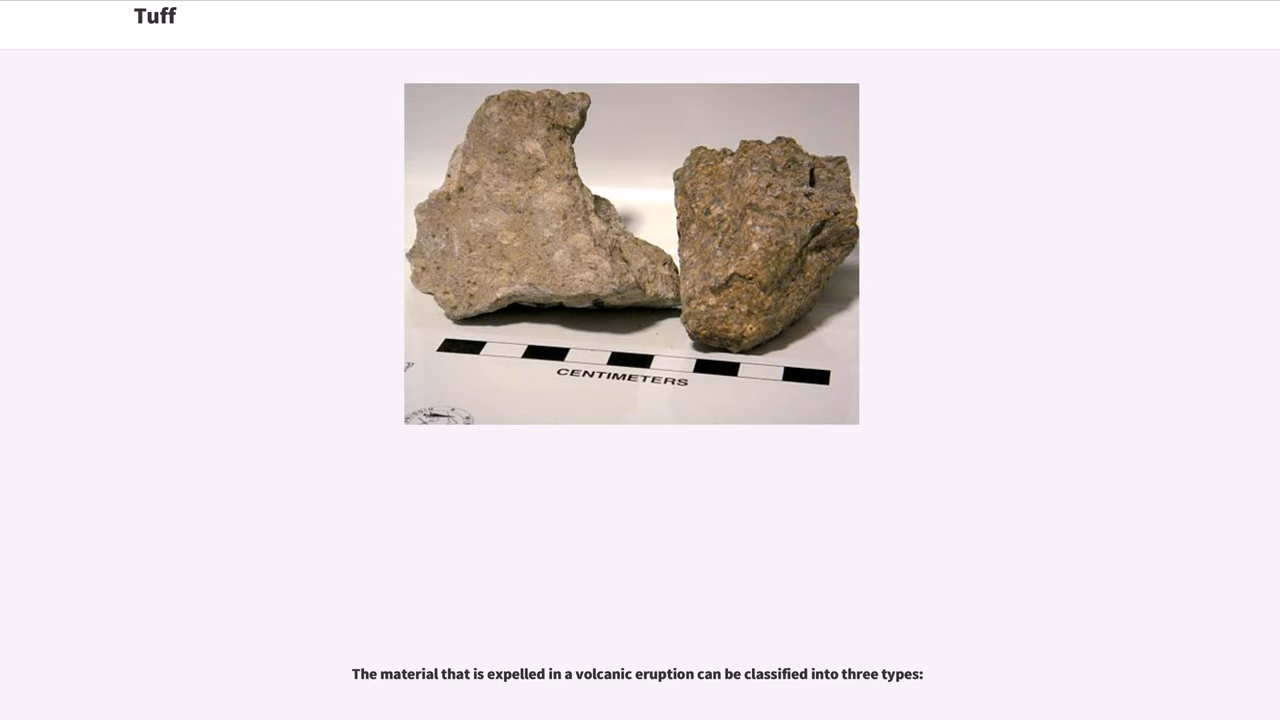 Tuff
CENTIMETERS
The material that is expelled in a volcanic eruption can be classified into three types: